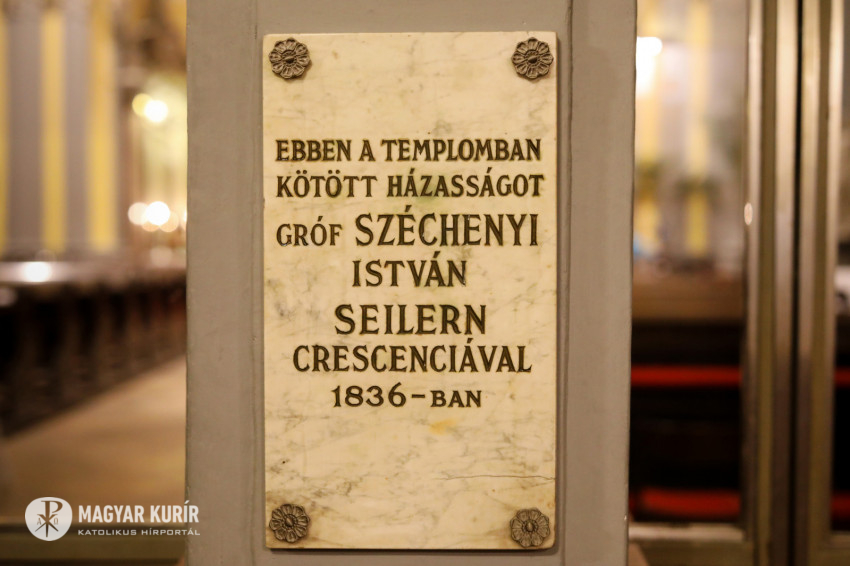 EBBEN A TEMPLOMBAN
KÖTÖTT HÁZASSÁGOT
GRÓF SZÉCHENYI
ISTVÁN
SEILERN
CRESCENCIÁVAL
1836-BAN
MAGYAR KURÍR
KATOLIKUS HÍRPORTÁL